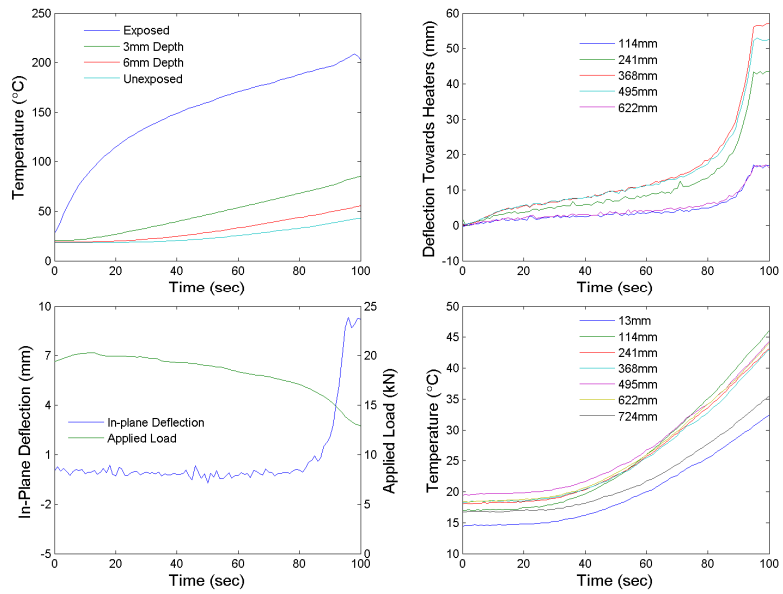 250
200
150
100
50
0
0
20
40
60
80
100
Temperature (°C)
Time (sec)
Exposed
3mm Depth
6mm Depth
Unexposed
60
50
40
30
20
10
0
-10
0
20
40
60
80
100
Deflection Towards Heaters (mm)
Time (sec)
114mm
241mm
368mm
495mm
622mm
10
7
4
1
-2
-5
25
20
15
10
5
0
0
20
40
60
80
100
In-Plane Deflection (mm)
Applied Load (kN)
Time (sec)
In-plane Deflection
Applied Load
50
45
40
35
30
25
20
15
10
0
20
40
60
80
100
Temperature (°C)
Time (sec)
13mm
114mm
241mm
368mm
495mm
622mm
724mm